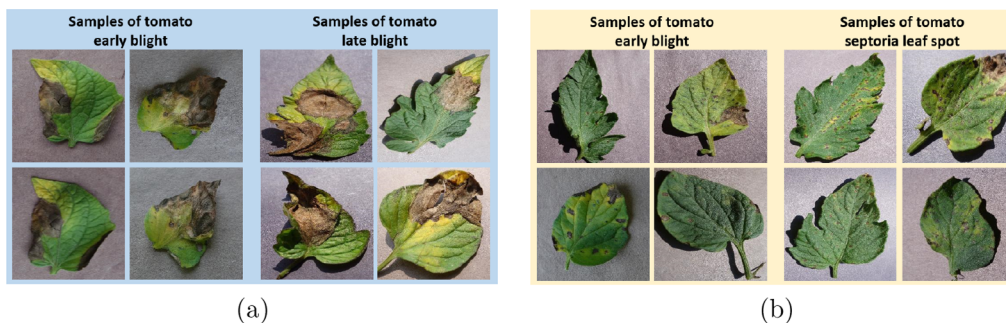 Samples of tomato
early blight
Samples of tomato
late blight
(a)
Samples of tomato
early blight
Samples of tomato
septoria leaf spot
(b)